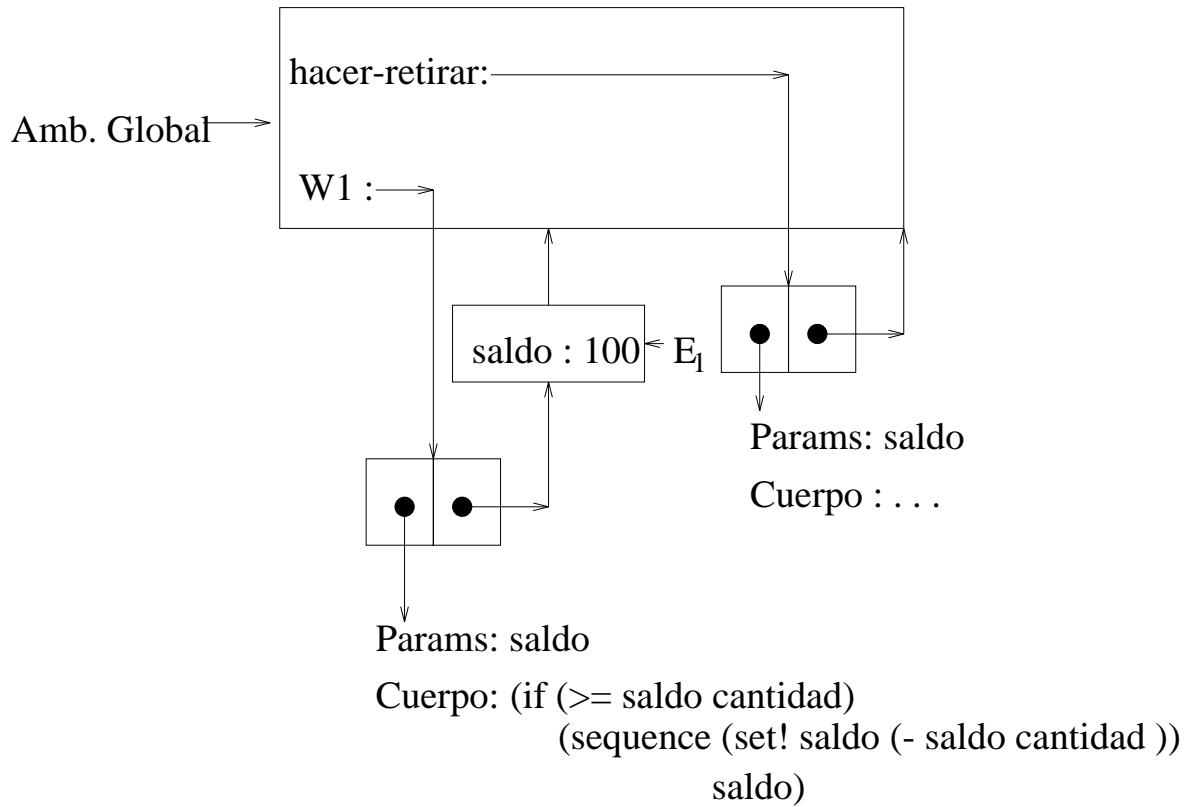 hacer-retirar:
Amb. Global
W1 :
saldo : 100
E1
Params: saldo
Cuerpo : . . .
Params: saldo
Cuerpo: (if (>= saldo cantidad)
(sequence (set! saldo (- saldo cantidad ))
saldo)